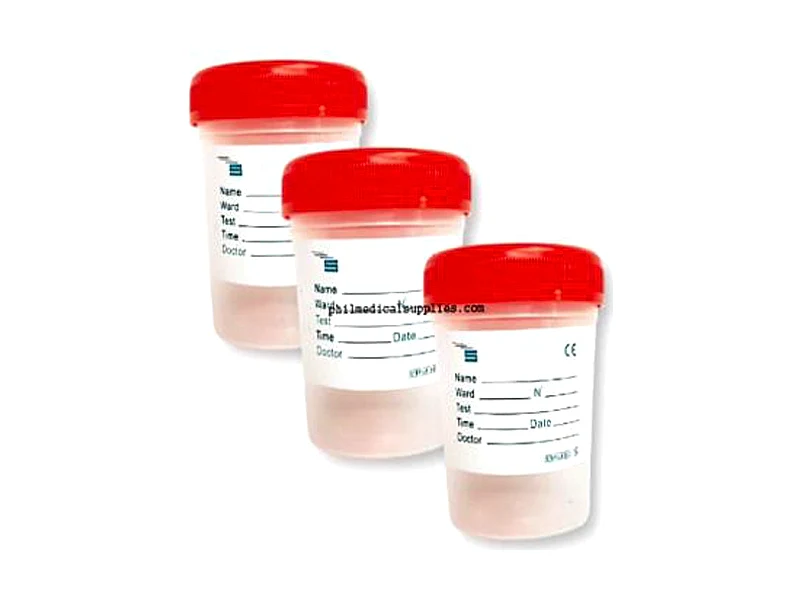 Name
Ward
Test
Time
Doctor
Name
Ward N
philmedicalsupplies.com
Test
Time Date
Doctor
CE
Name
Ward N°
Test
Time Date
Doctor